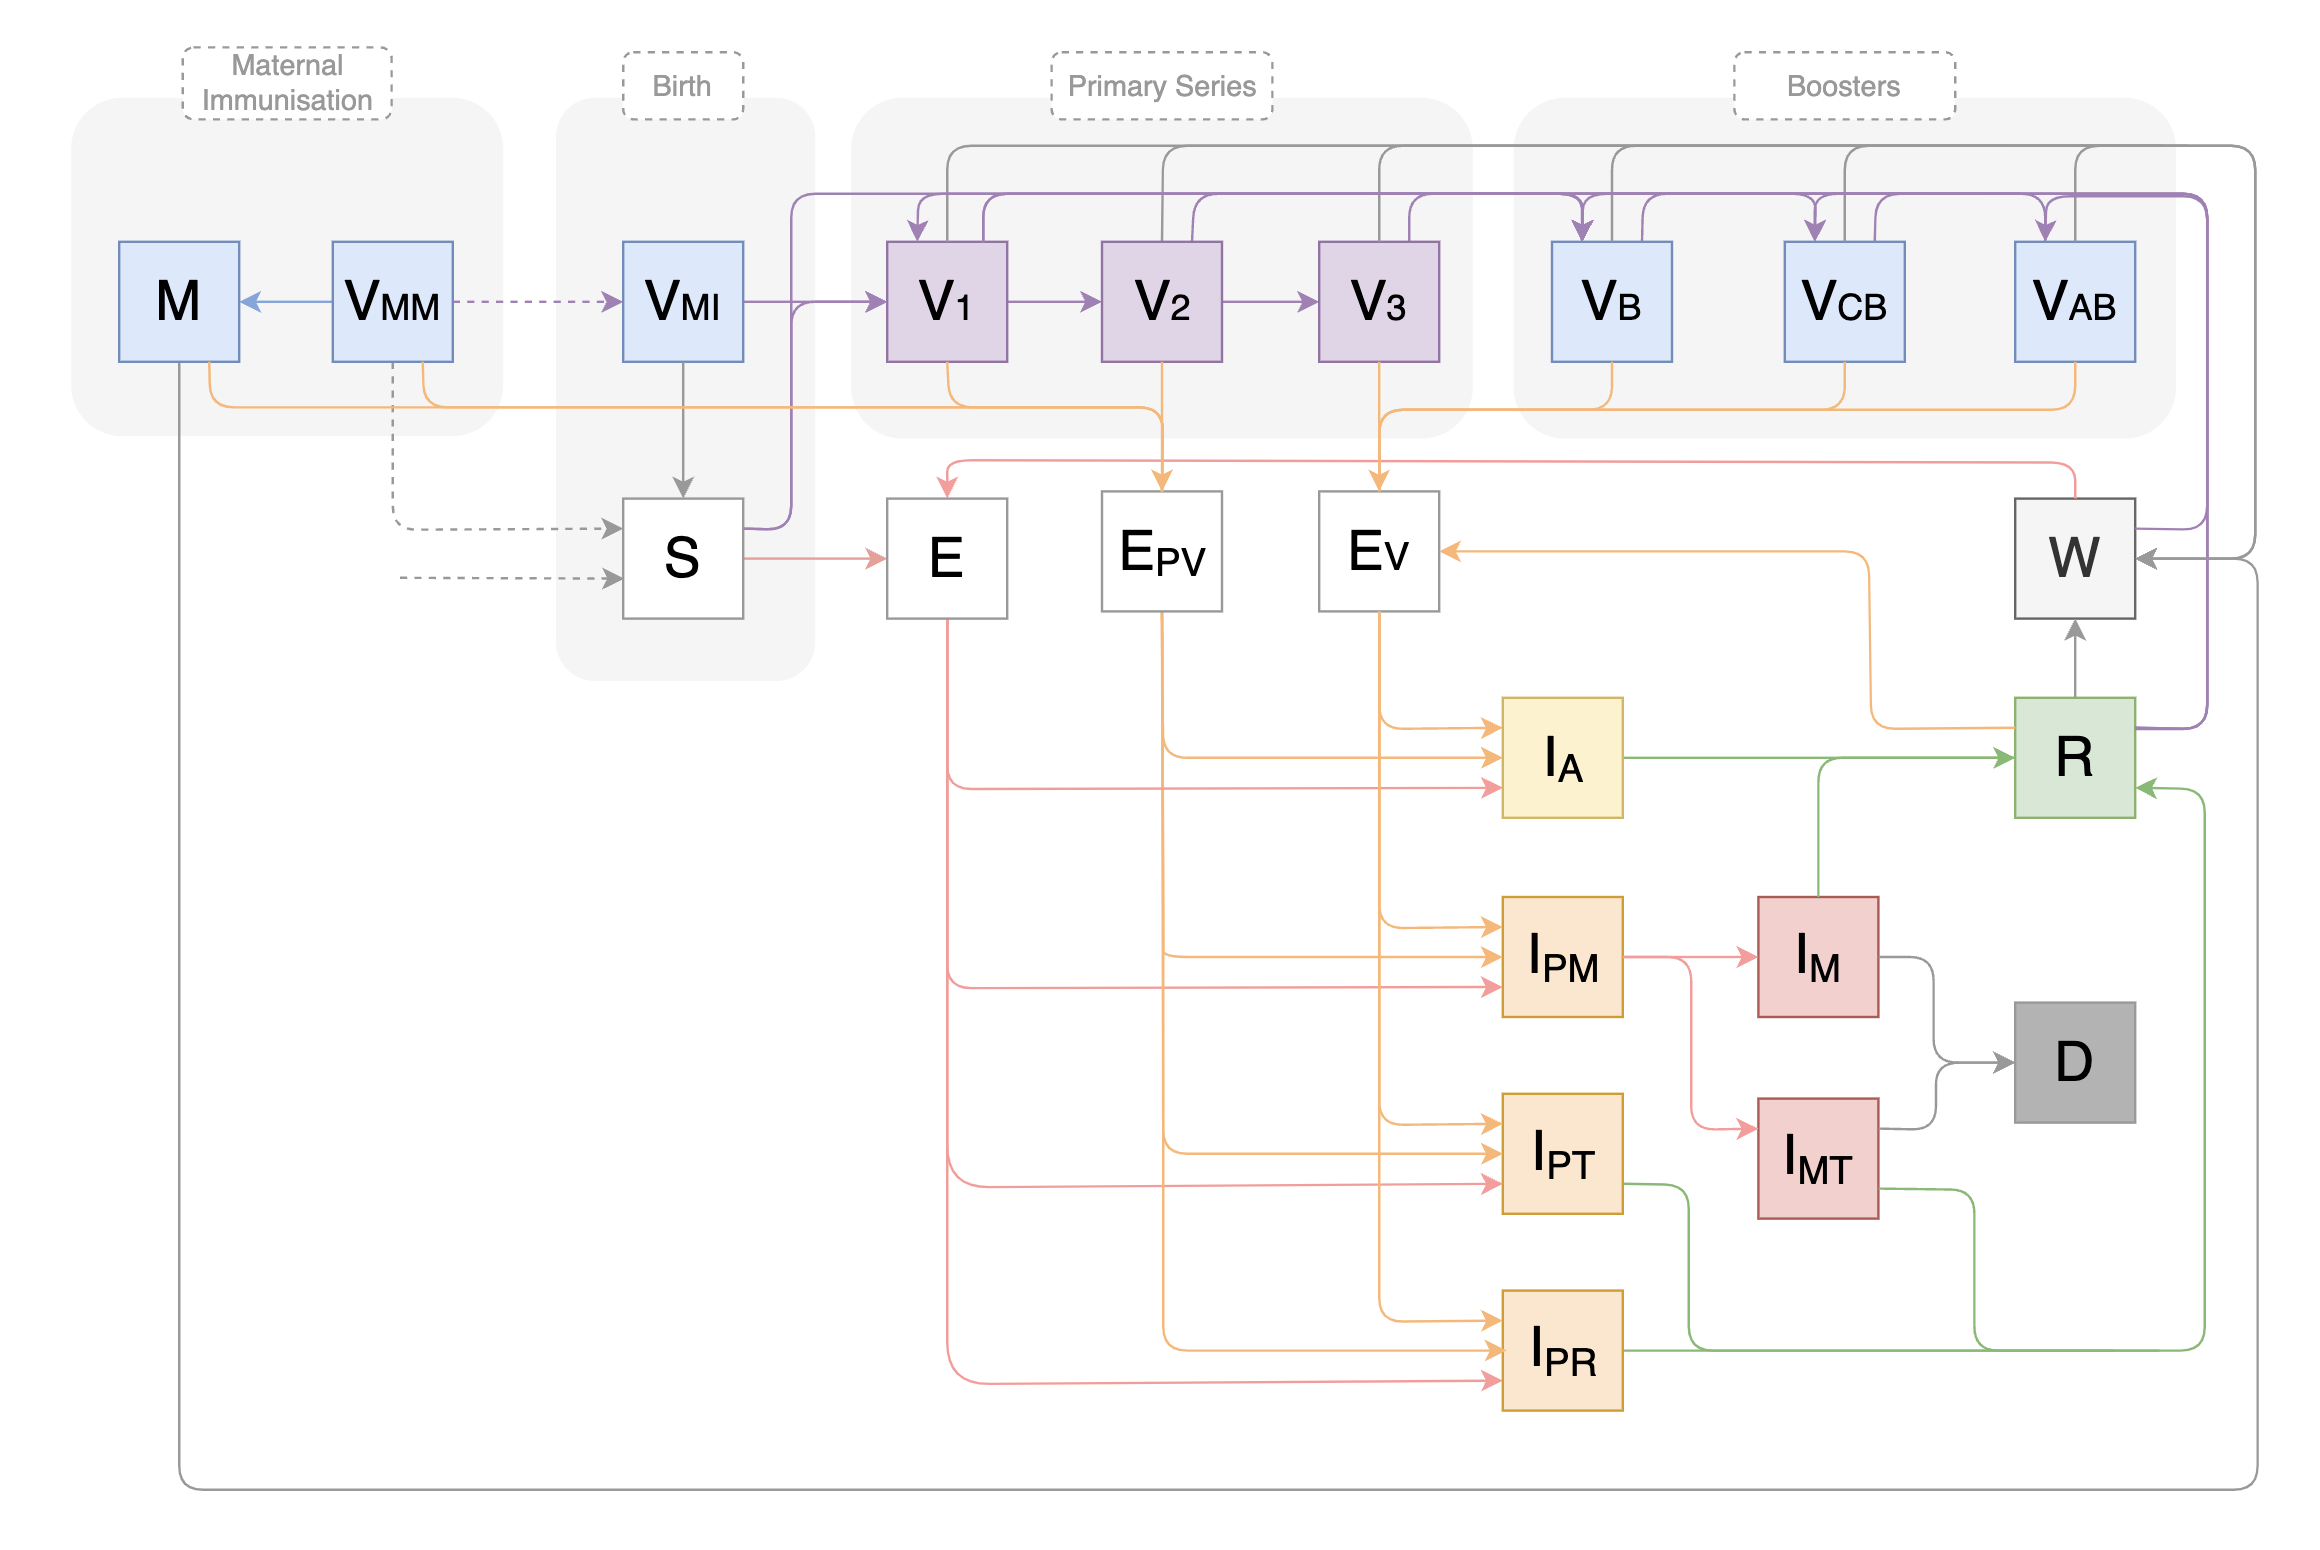 Maternal
Immunisation
Birth
Primary Series
Boosters
M
VMM
VMI
V1
V2
V3
VB
VCB
VAB
S
E
EPV
EV
W
IA
R
IPM
IM
D
IPT
IMT
IPR